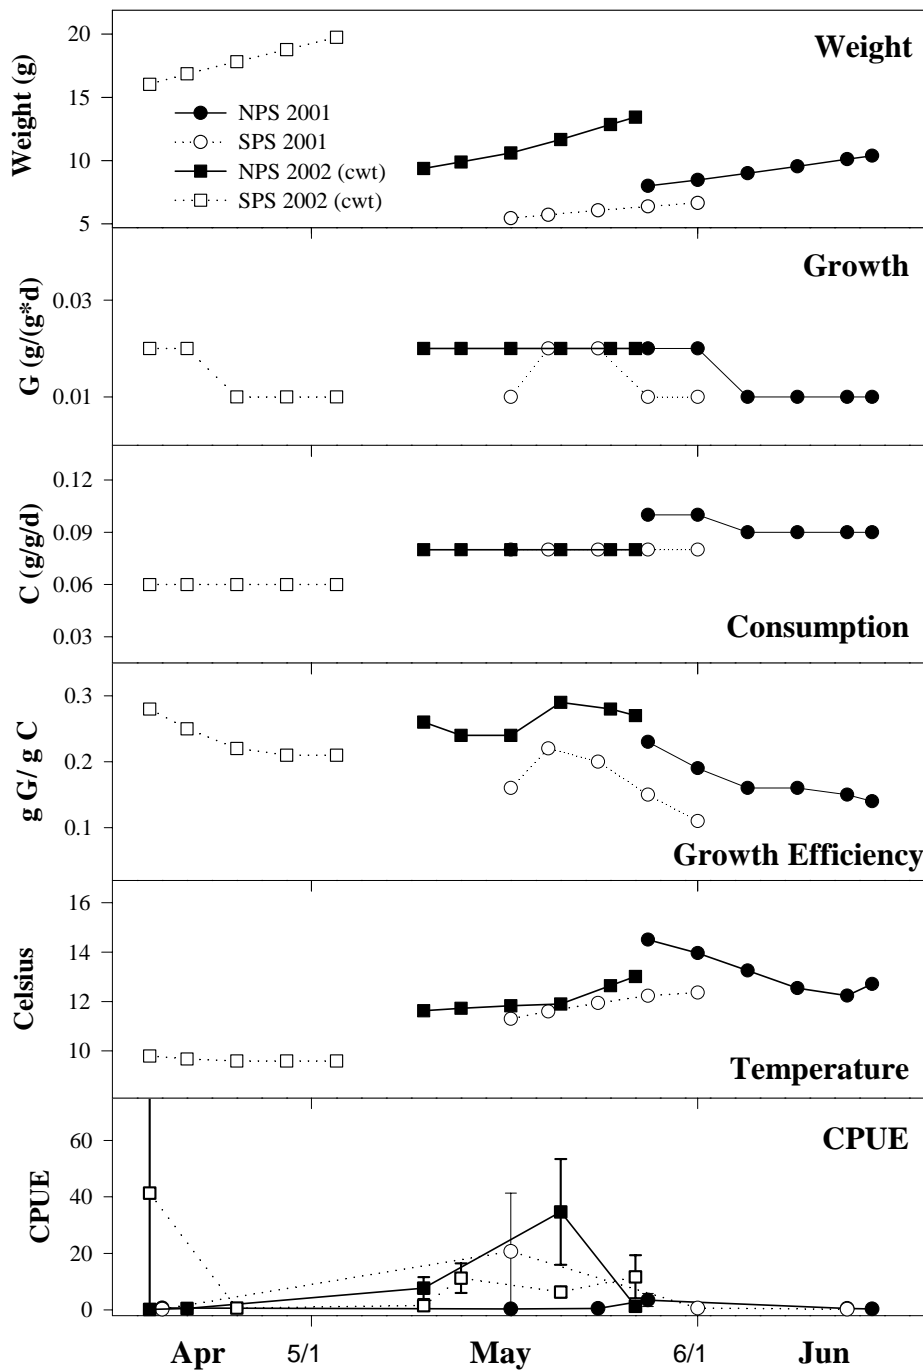 Weight
Weight (g)
20
15
10
5
NPS 2001
SPS 2001
NPS 2002 (cwt)
SPS 2002 (cwt)
Growth
G (g/(g*d)
0.03
0.01
C (g/g/d)
0.12
0.09
0.06
0.03
Consumption
g G/ g C
0.3
0.2
0.1
Growth Efficiency
Celsius
16
14
12
10
Temperature
CPUE
CPUE
60
40
20
0
Apr 5/1 May 6/1 Jun